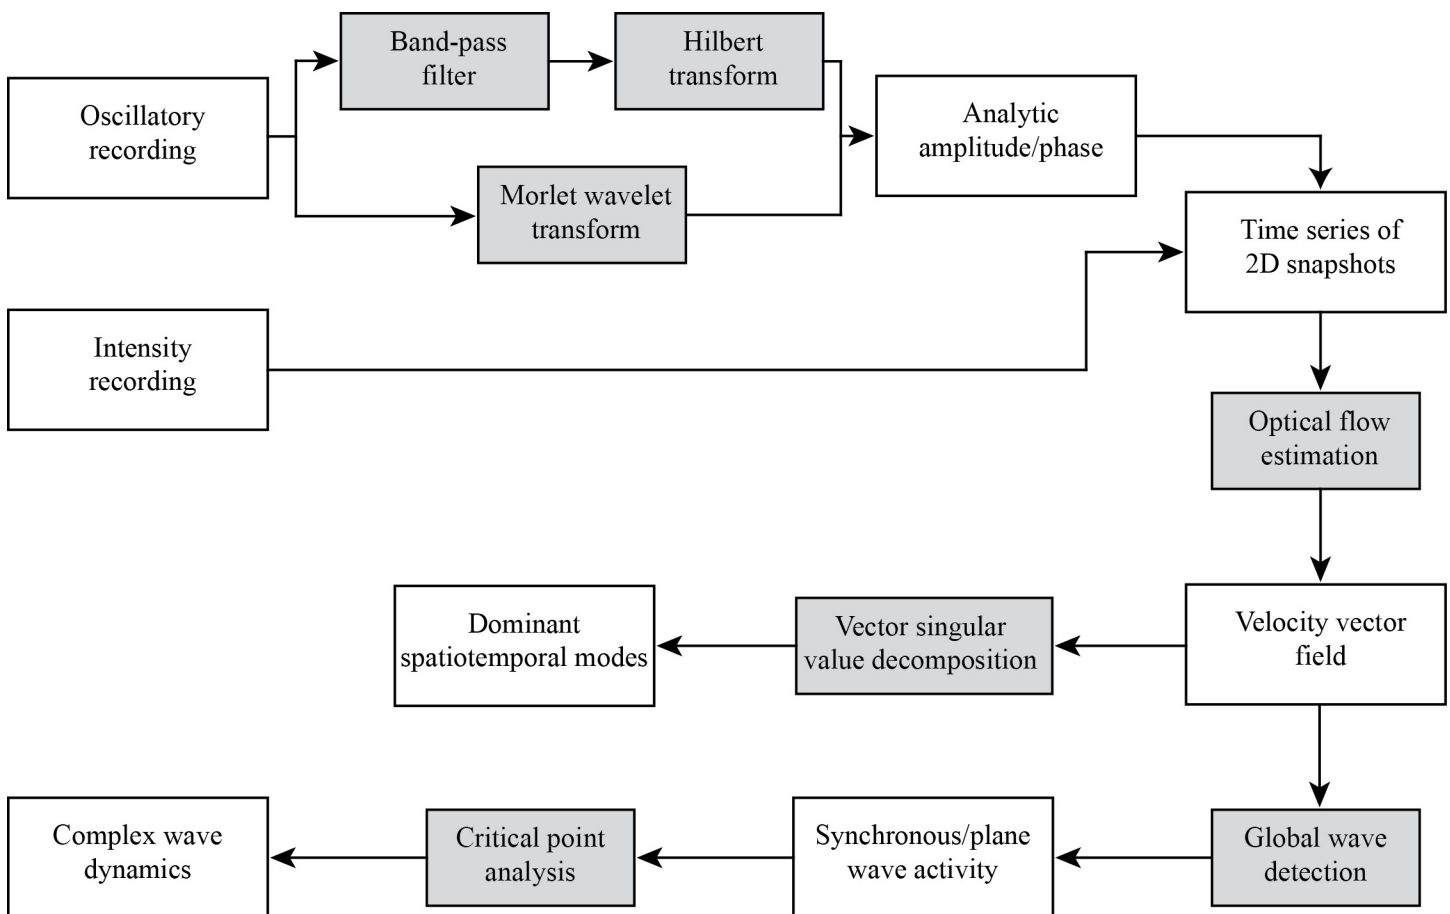 Band-pass
filter
Hilbert
transform
Oscillatory
recording
Analytic
amplitude/phase
Morlet wavelet
transform
Time series of
2D snapshots
Intensity
recording
Optical flow
estimation
Dominant
spatiotemporal modes
Vector singular
value decomposition
Velocity vector
field
Complex wave
dynamics
Critical point
analysis
Synchronous/plane
wave activity
Global wave
detection